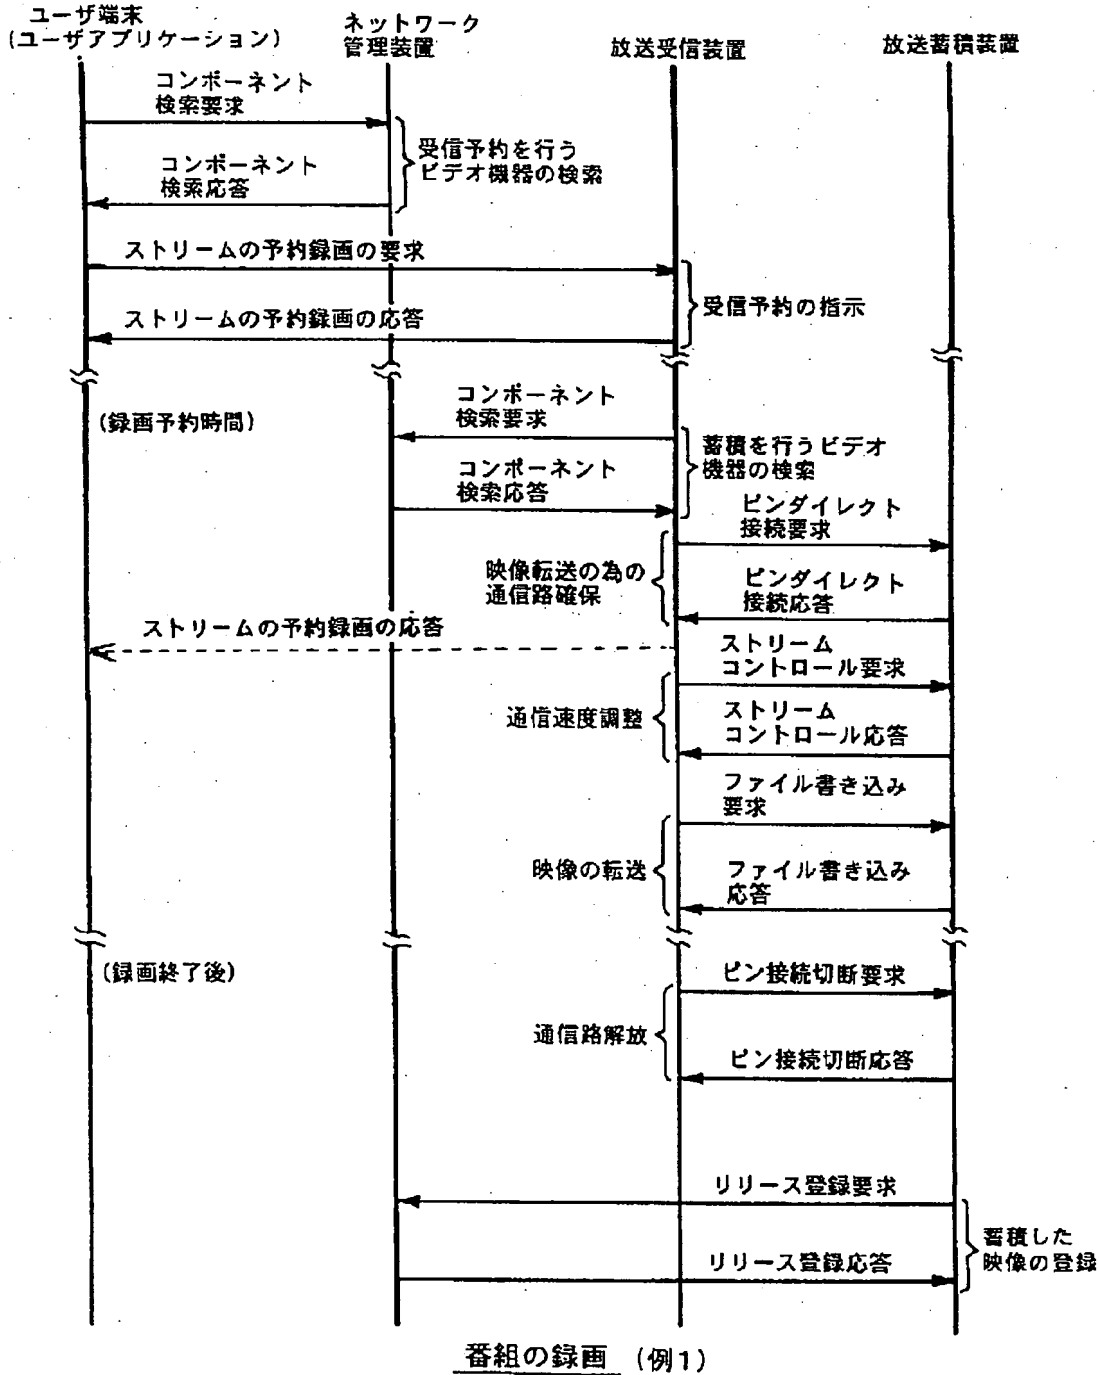 ユーザ端末
(ユーザアプリケーション)
ネットワーク
管理装置
放送受信装置
放送蓄積装置
コンポーネント
検索要求
受信予約を行う
ビデオ機器の検索
コンポーネント
検索応答
ストリームの予約録画の要求
受信予約の指示
ストリームの予約録画の応答
(録画予約時間)
コンポーネント
検索要求
蓄積を行うビデオ
機器の検索
コンポーネント
検索応答
ピンダイレクト
接続要求
映像転送の為の
通信路確保
ピンダイレクト
接続応答
ストリームの予約録画の応答
ストリーム
コントロール要求
通信速度調整
ストリーム
コントロール応答
ファイル書き込み
要求
映像の転送
ファイル書き込み
応答
(録画終了後)
ピン接続切断要求
通信路解放
ピン接続切断応答
リリース登録要求
蓄積した
映像の登録
リリース登録応答
番組の録画 (例1)